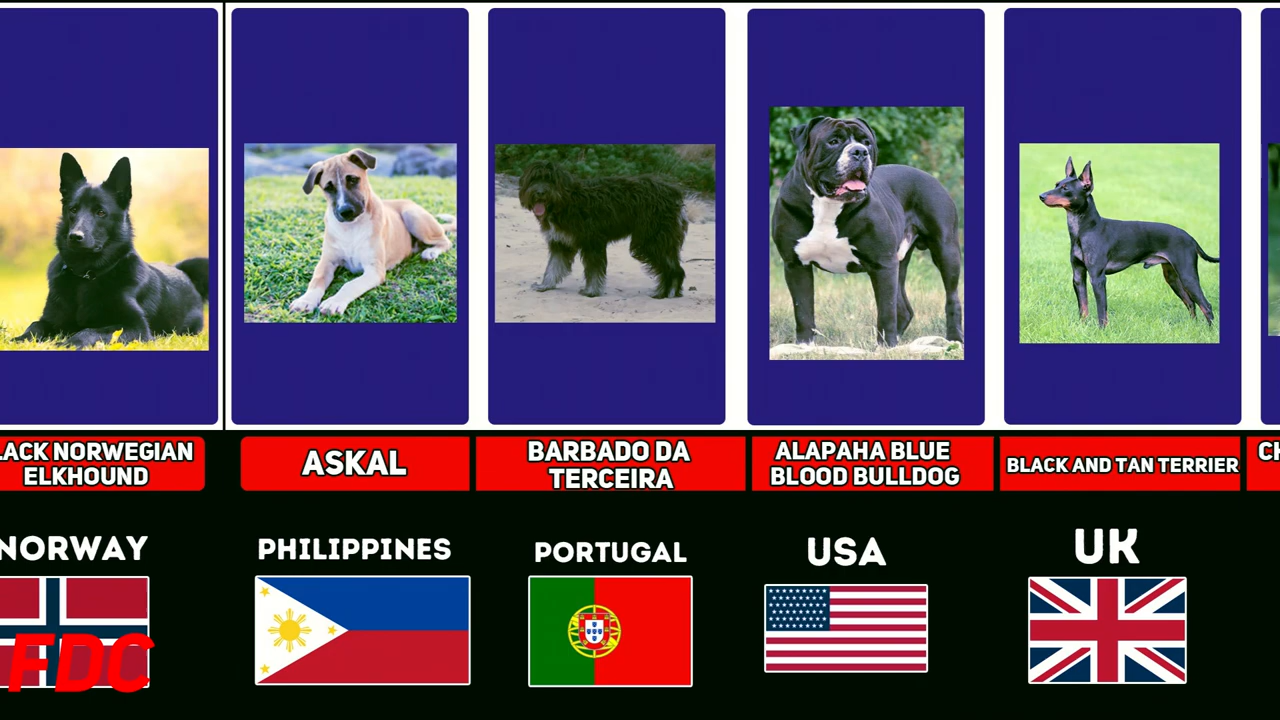 LACK NORWEGIAN
ELKHOUND
ASKAL
BARBADO DA
TERCEIRA
ALAPAHA BLUE
BLOOD BULLDOG
BLACK AND TAN TERRIER
NORWAY
PHILIPPINES
PORTUGAL
USA
UK
FDC